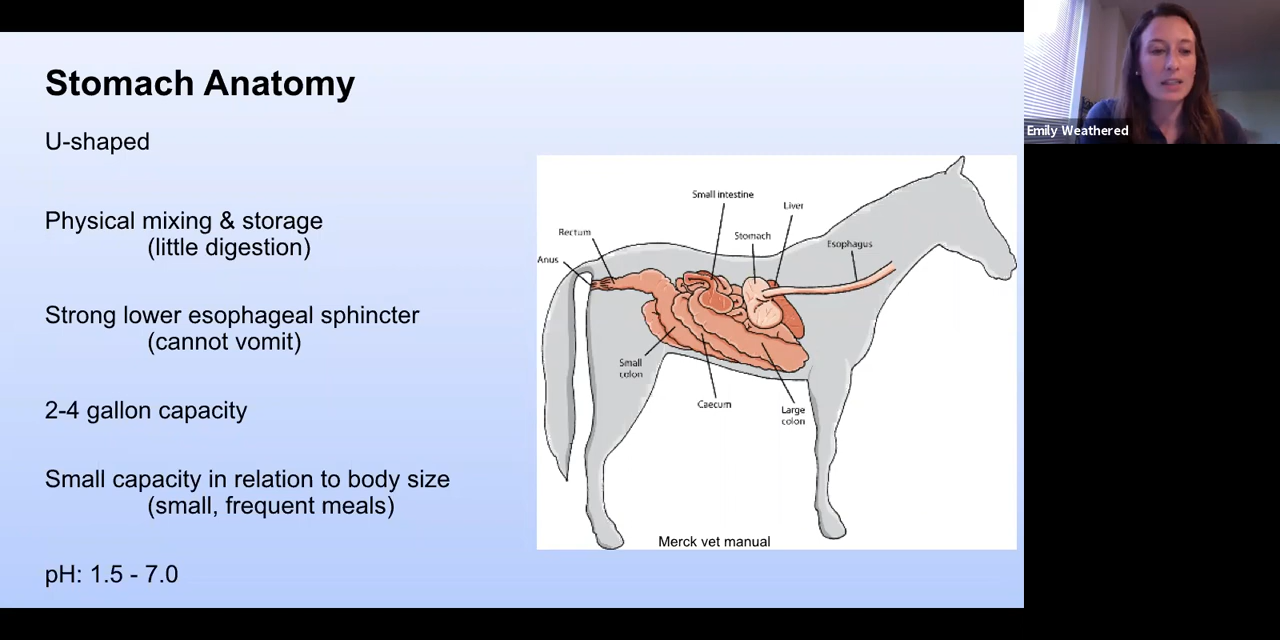 Stomach Anatomy
U-shaped
Physical mixing & storage
(little digestion)
Strong lower esophageal sphincter
(cannot vomit)
2-4 gallon capacity
Small capacity in relation to body size
(small, frequent meals)
pH: 1.5 - 7.0
Small intestine
Liver
Rectum
Stomach
Esophagus
Anus
Small
colon
Caecum
Large
colon
Merck vet manual
Emily Weathered